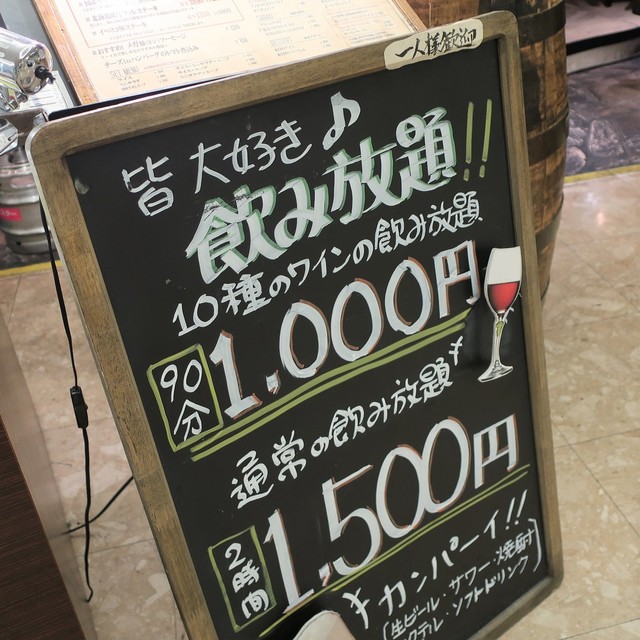 一人様歓迎
皆大好き♪
飲み放題!!
10種のワインの飲み放題
90分 1,000円
通常の飲み放題
2時間 1,500円
カンパーイ!!
生ビール・サワー・焼酎
クテル・ソフトドリンク